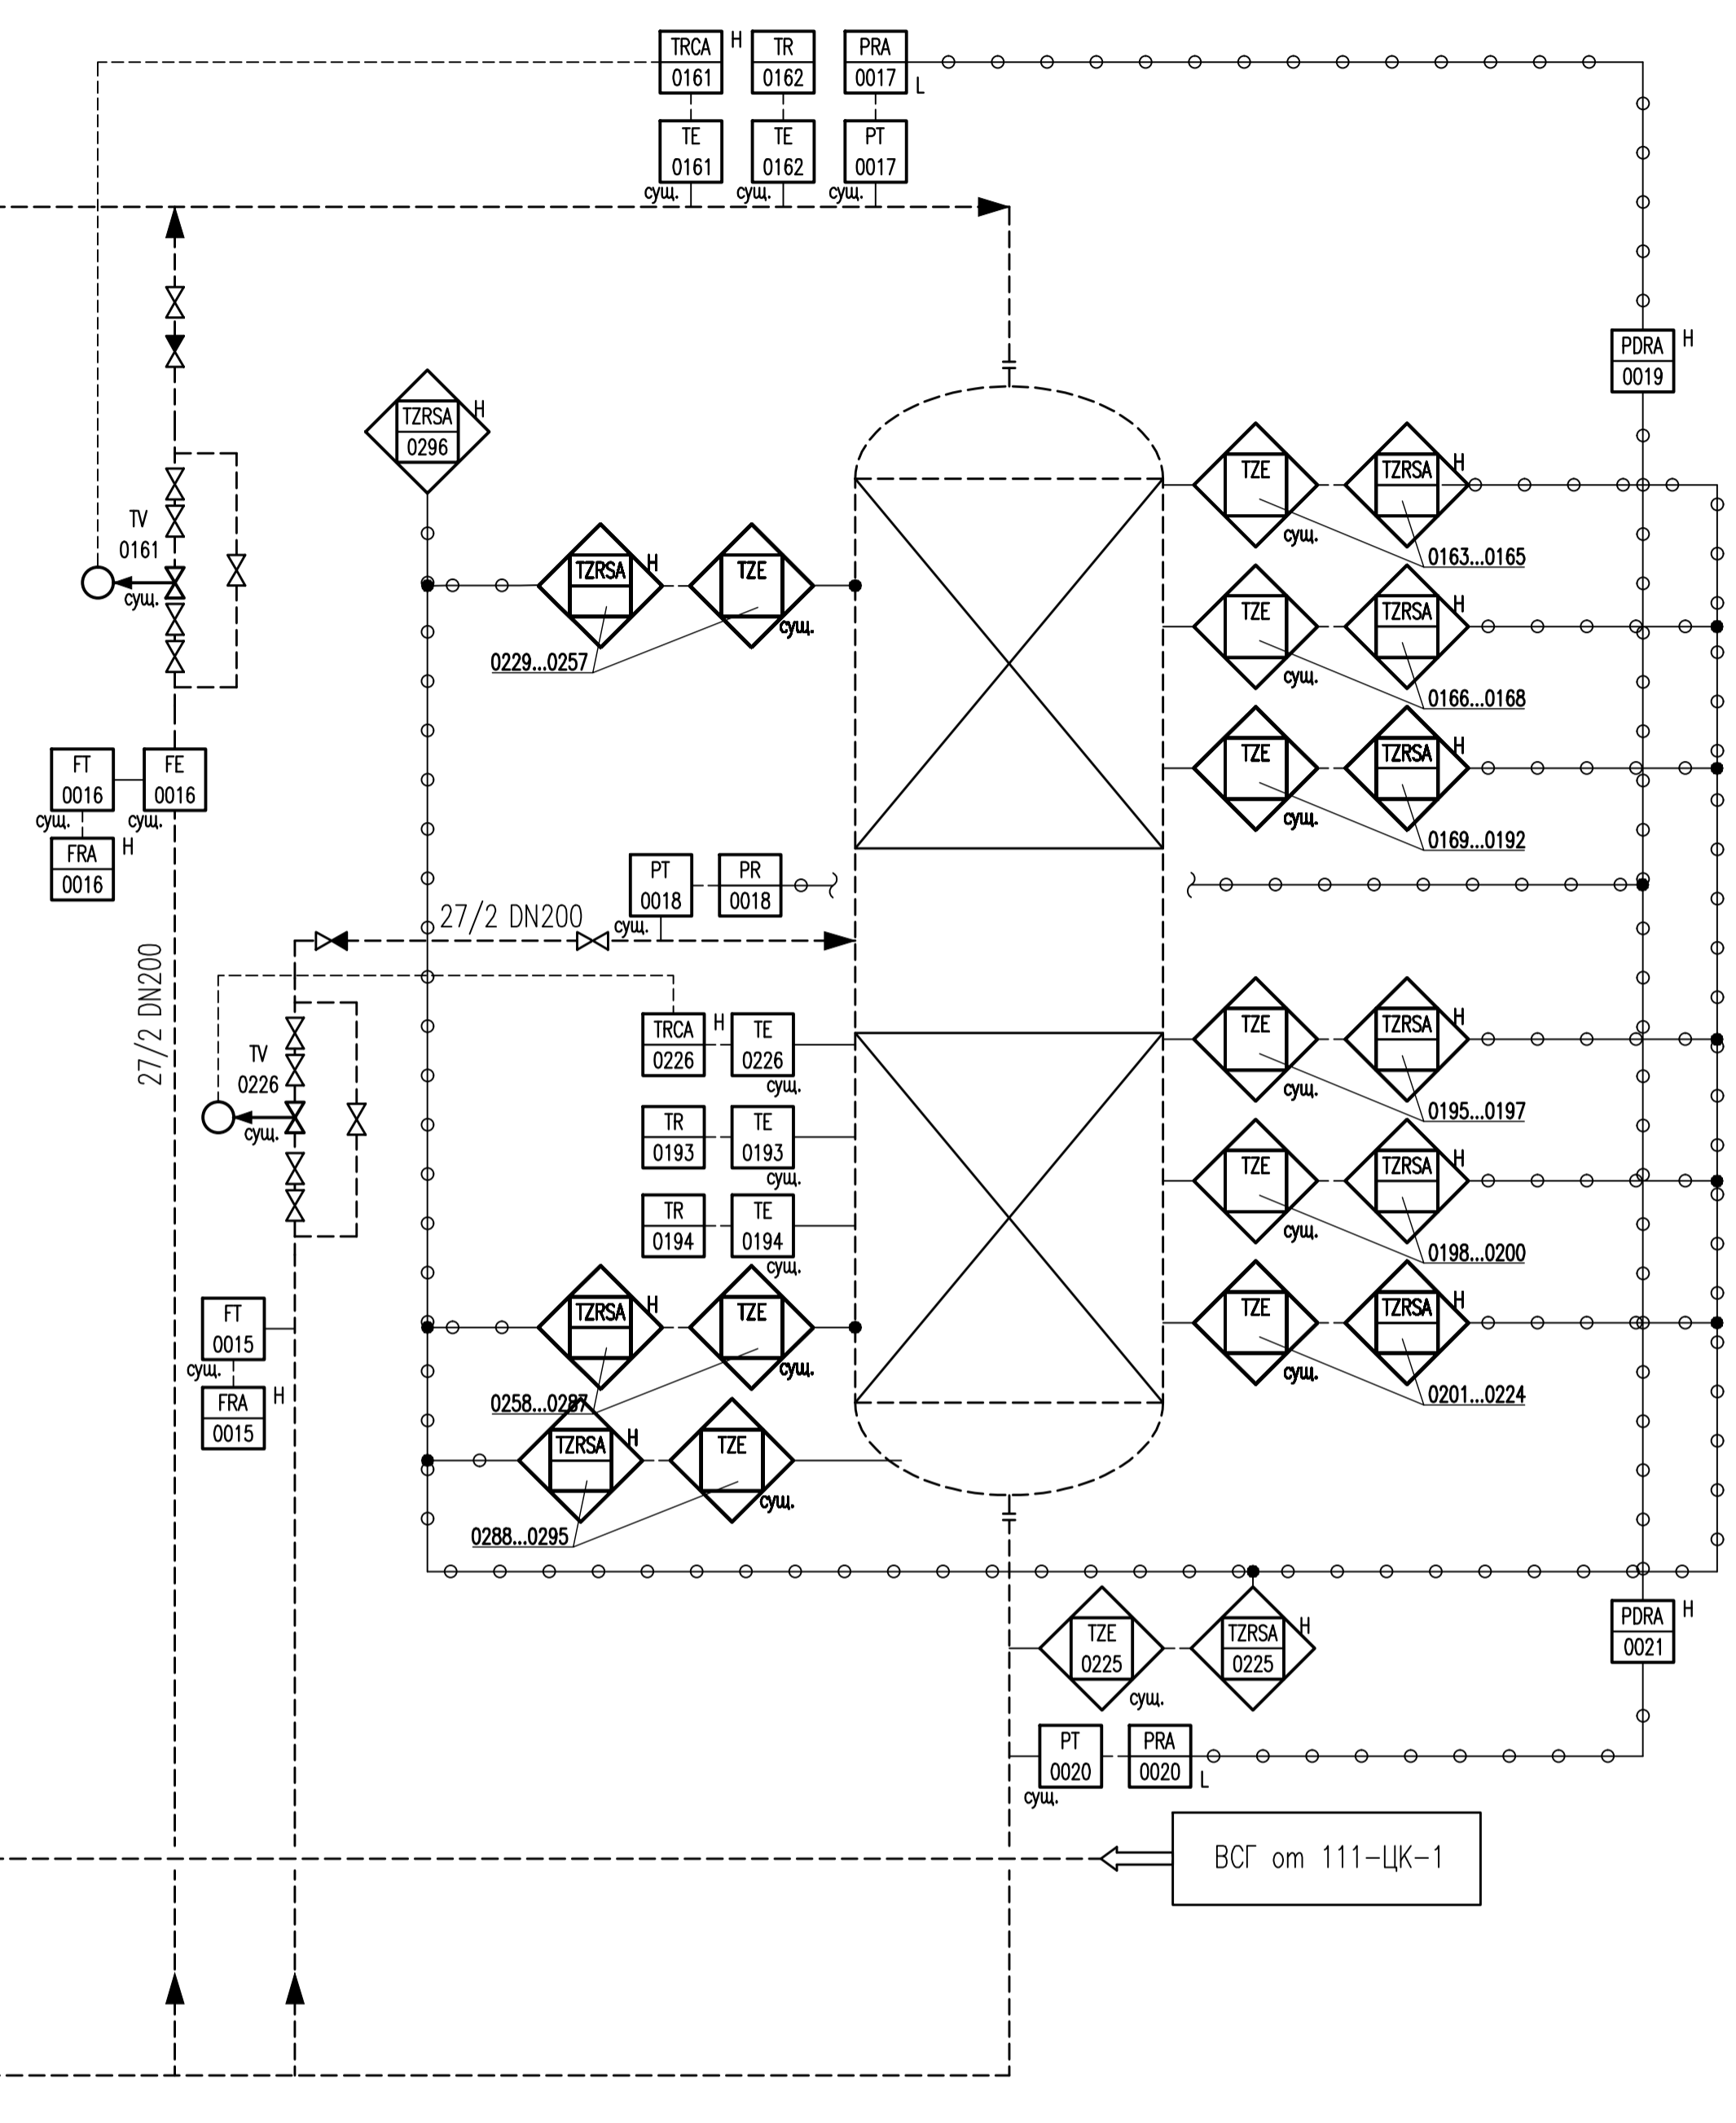 TRCA H TR PRA
0161 0162 0017 L
TE TE PT
0161 0162 0017
сущ. сущ. сущ.
PDRA H
0019
TZRSA H
0296
TZE TZRSA H
сущ.
0163...0165
TV
0161
сущ.
TZRSA H TZE
сущ.
0229...0257
TZE TZRSA H
сущ.
0166...0168
TZE TZRSA H
сущ.
0169...0192
FT FE
0016 0016
сущ. сущ.
FRA H
0016
PT PR
0018 0018
сущ.
27/2 DN200
27/2 DN200
TRCA H TE
0226 0226
сущ.
TZE TZRSA H
сущ.
0195...0197
TV
0226
сущ.
TR TE
0193 0193
сущ.
TZE TZRSA H
сущ.
0198...0200
TR TE
0194 0194
сущ.
FT
0015
сущ.
FRA H
0015
TZRSA H TZE
сущ.
0258...0287
TZE TZRSA H
сущ.
0201...0224
TZRSA H TZE
сущ.
0288...0295
TZE TZRSA H
0225 0225
сущ.
PDRA H
0021
PT PRA
0020 0020 L
сущ.
ВСГ от 111-ЦК-1